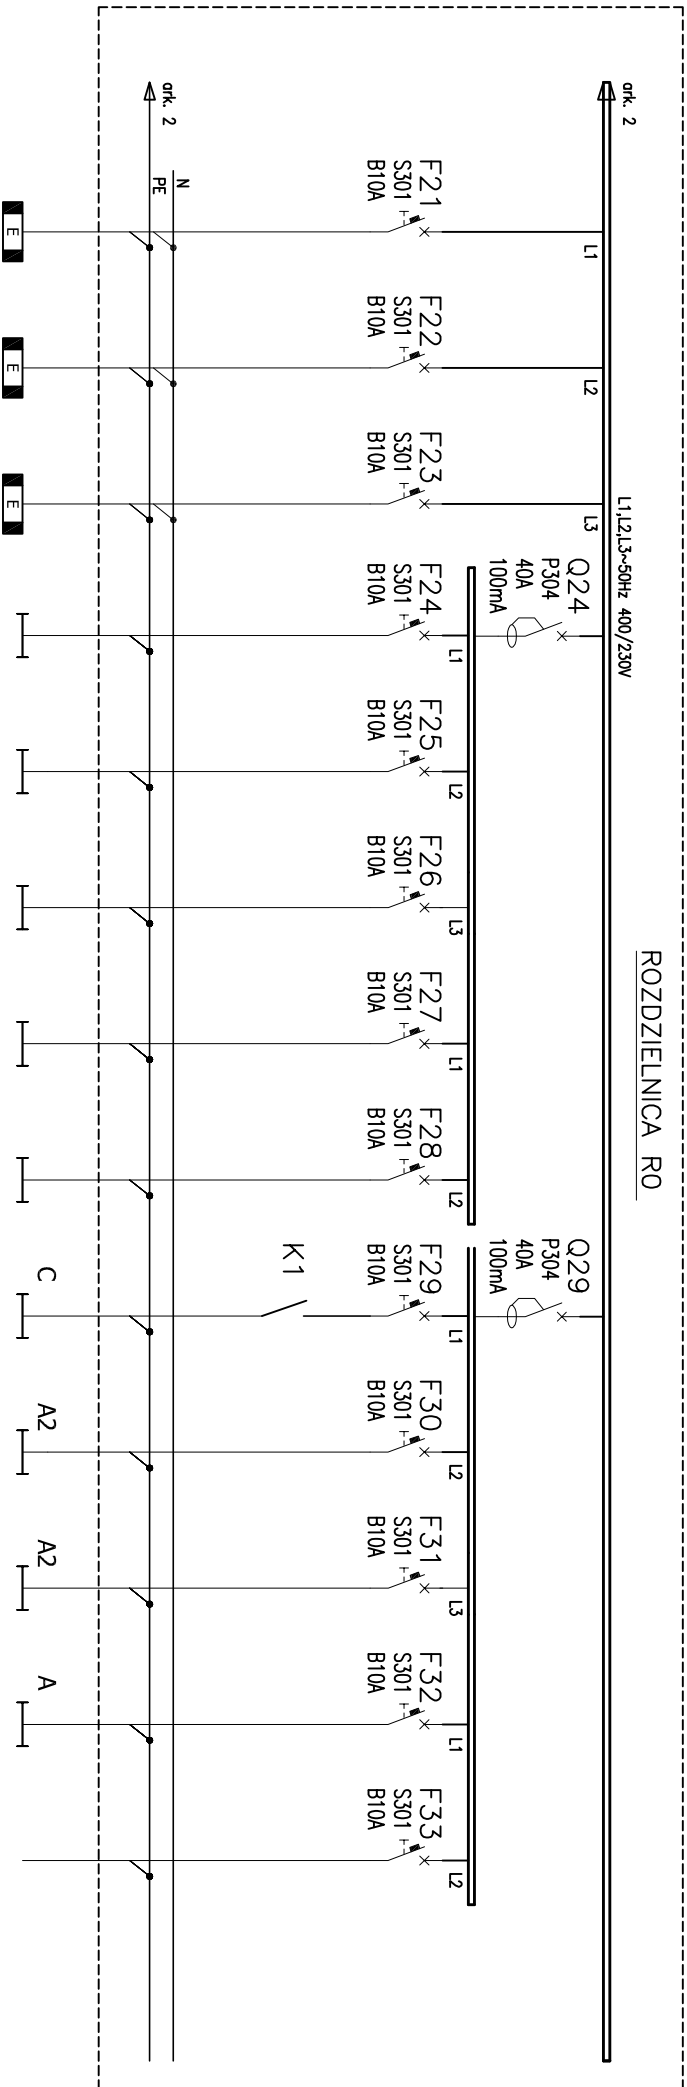 ROZDZIELNICA RO
ark. 2
L1,L2,L3~50Hz 400/230V
Q24
P304
40A
100mA
Q29
P304
40A
100mA
L1
L2
L3
L1
L2
L3
L1
L2
L1
L2
L3
L1
L2
F21
S301
B10A
F22
S301
B10A
F23
S301
B10A
F24
S301
B10A
F25
S301
B10A
F26
S301
B10A
F27
S301
B10A
F28
S301
B10A
F29
S301
B10A
F30
S301
B10A
F31
S301
B10A
F32
S301
B10A
F33
S301
B10A
K1
ark. 2
N
PE
C
A2
A2
A
E
E
E